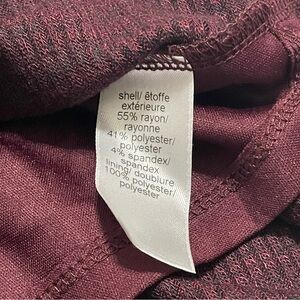 shell/ étoffe
extérieure
55% rayon/
rayonne
41% polyester/
polyester
4% spandex/
spandex
lining/ doublure
100% polyester/
polyester